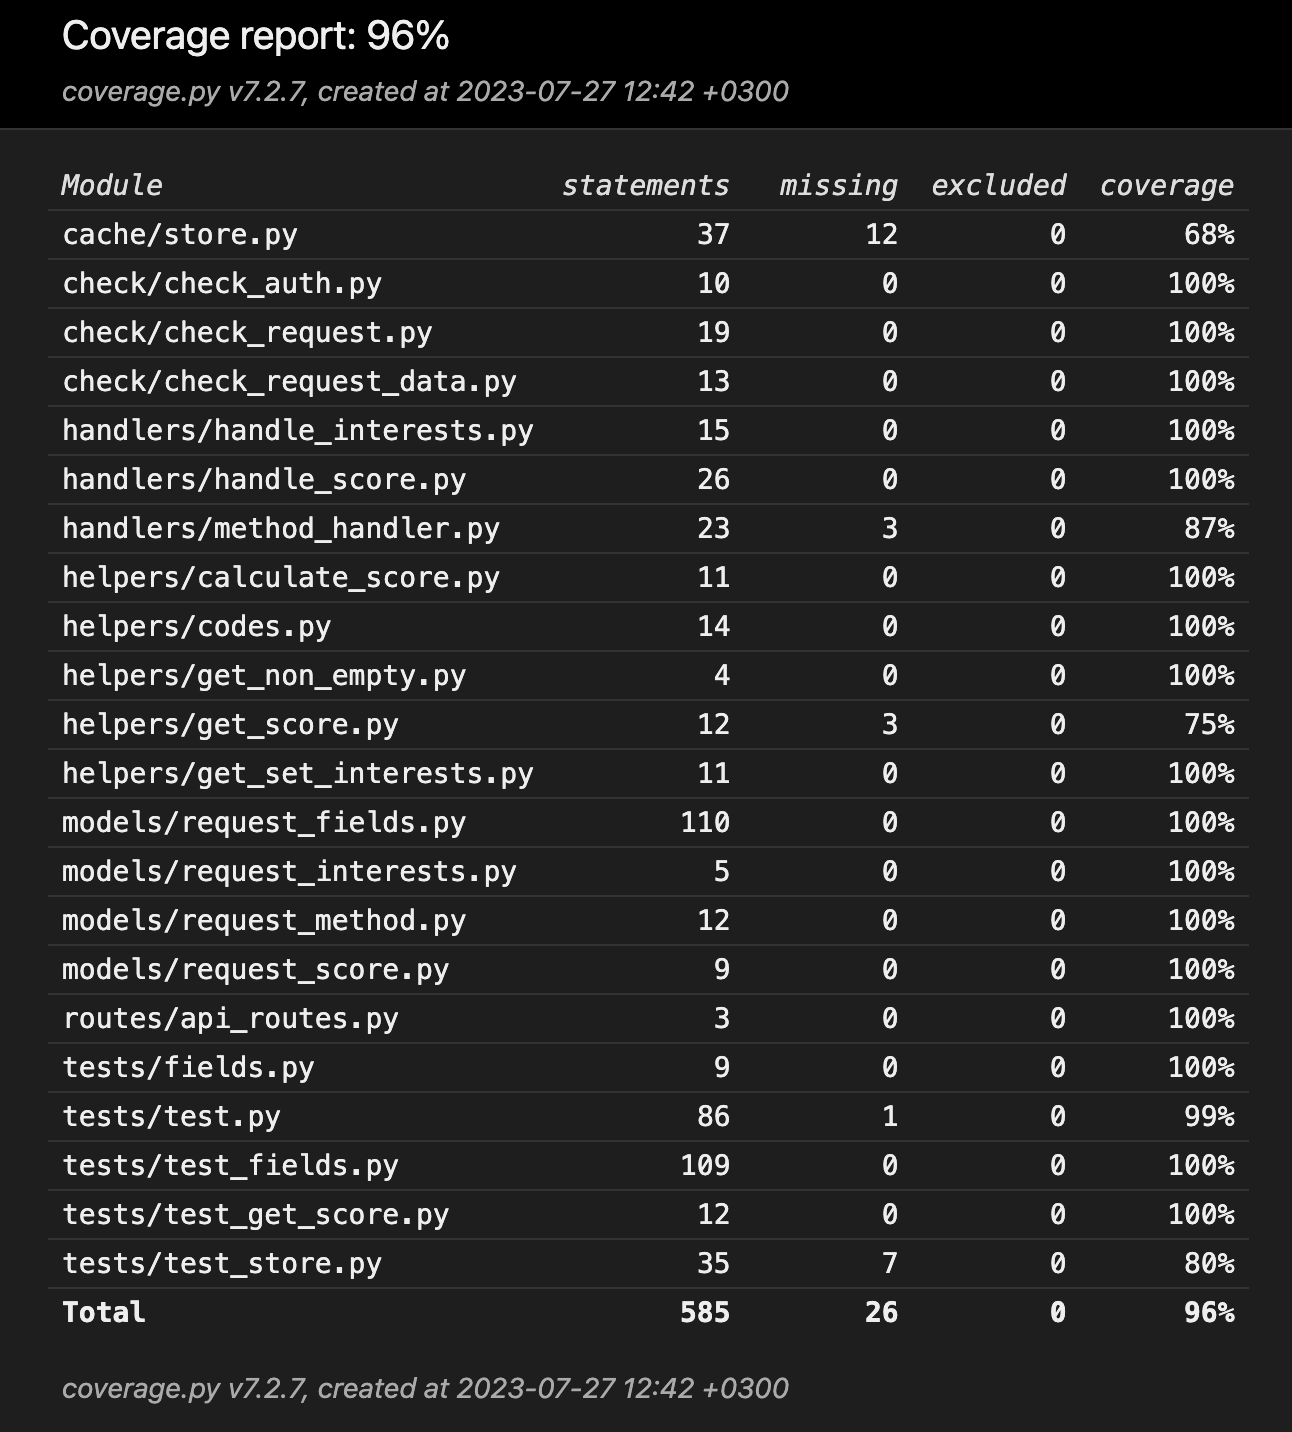 Coverage report: 96%
coverage.py v7.2.7, created at 2023-07-27 12:42 +0300
Module statements missing excluded coverage
cache/store.py 37 12 0 68%
check/check_auth.py 10 0 0 100%
check/check_request.py 19 0 0 100%
check/check_request_data.py 13 0 0 100%
handlers/handle_interests.py 15 0 0 100%
handlers/handle_score.py 26 0 0 100%
handlers/method_handler.py 23 3 0 87%
helpers/calculate_score.py 11 0 0 100%
helpers/codes.py 14 0 0 100%
helpers/get_non_empty.py 4 0 0 100%
helpers/get_score.py 12 3 0 75%
helpers/get_set_interests.py 11 0 0 100%
models/request_fields.py 110 0 0 100%
models/request_interests.py 5 0 0 100%
models/request_method.py 12 0 0 100%
models/request_score.py 9 0 0 100%
routes/api_routes.py 3 0 0 100%
tests/fields.py 9 0 0 100%
tests/test.py 86 1 0 99%
tests/test_fields.py 109 0 0 100%
tests/test_get_score.py 12 0 0 100%
tests/test_store.py 35 7 0 80%
Total 585 26 0 96%
coverage.py v7.2.7, created at 2023-07-27 12:42 +0300